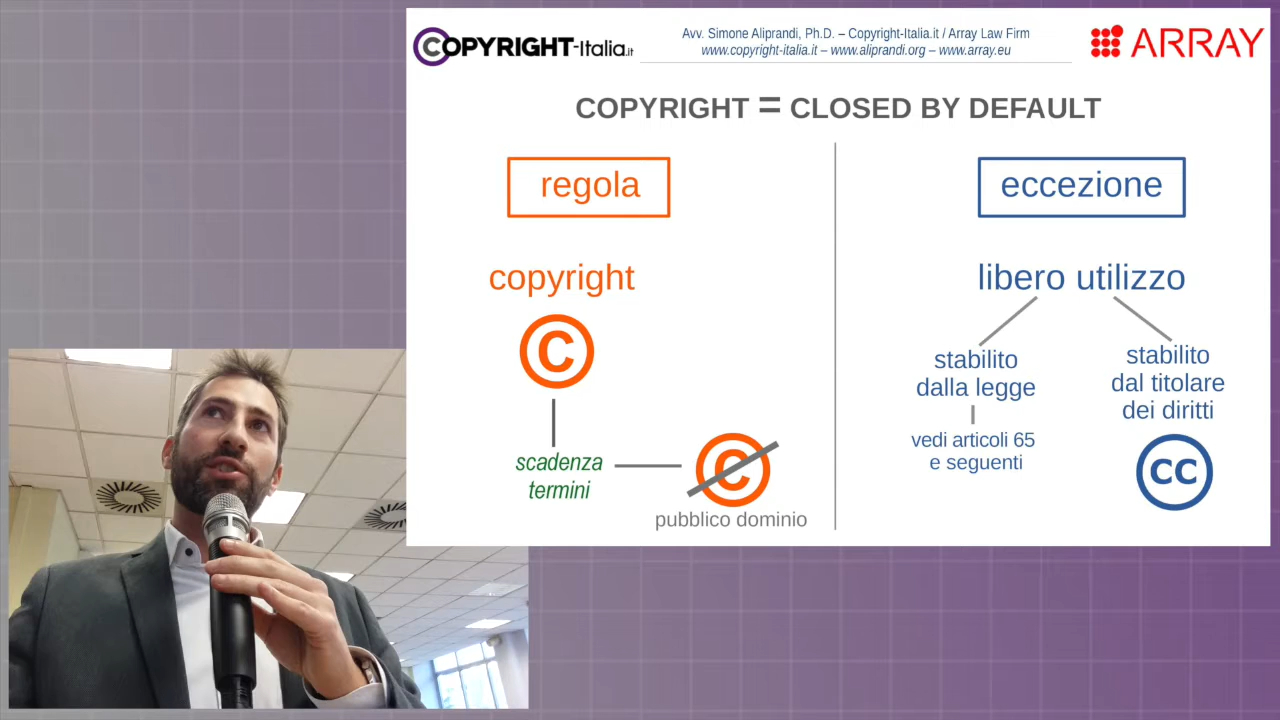 COPYRIGHT-Italia.it
Avv. Simone Aliprandi, Ph.D. – Copyright-Italia.it / Array Law Firm
www.copyright-italia.it – www.aliprandi.org – www.array.eu
ARRAY
COPYRIGHT = CLOSED BY DEFAULT
regola
copyright
C
scadenza
termini
C
pubblico dominio
eccezione
libero utilizzo
stabilito
dalla legge
vedi articoli 65
e seguenti
stabilito
dal titolare
dei diritti
CC